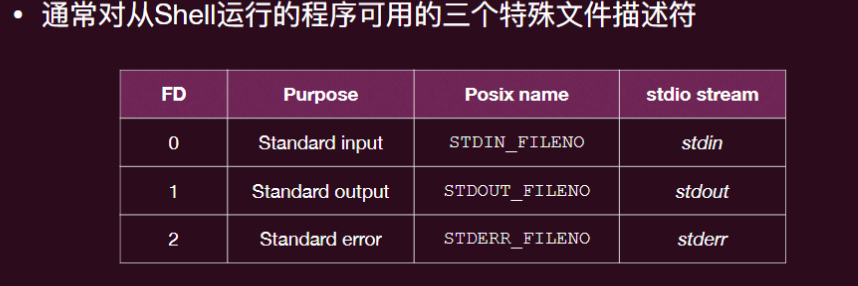 • 通常对从Shell运行的程序可用的三个特殊文件描述符
FD Purpose Posix name stdio stream
0 Standard input STDIN_FILENO stdin
1 Standard output STDOUT_FILENO stdout
2 Standard error STDERR_FILENO stderr